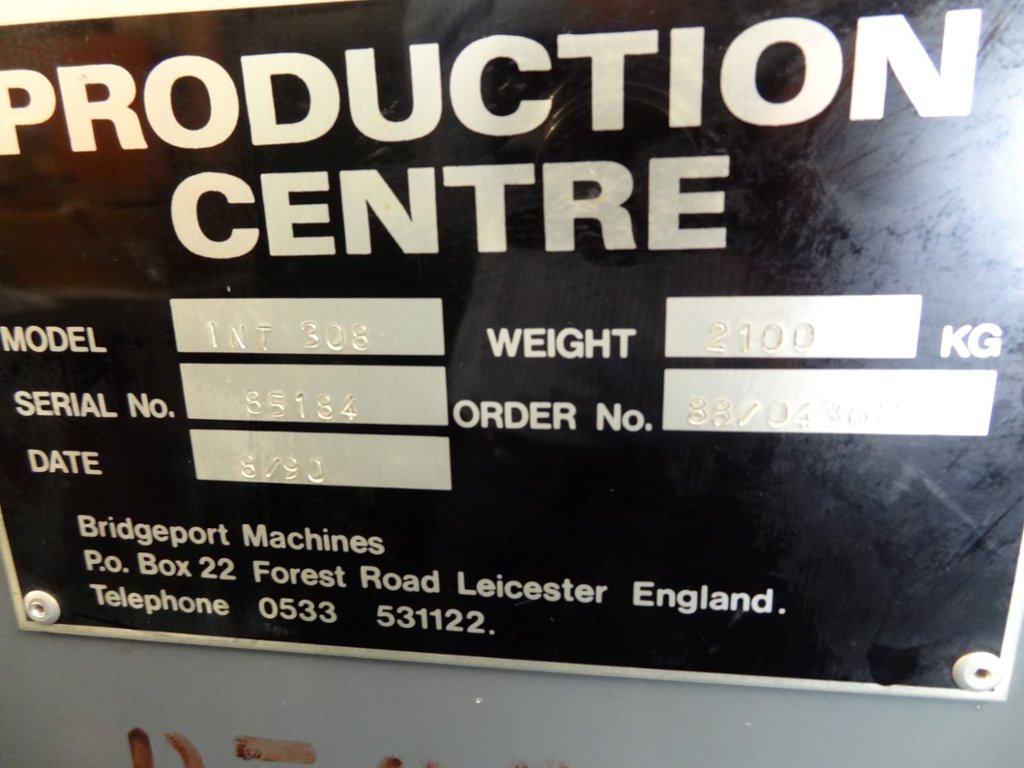 PRODUCTION
CENTRE
MODEL INT 308 WEIGHT 2100 KG
SERIAL No. 65164 ORDER No.
DATE 8/90
Bridgeport Machines
P.o. Box 22 Forest Road Leicester England.
Telephone 0533 531122.